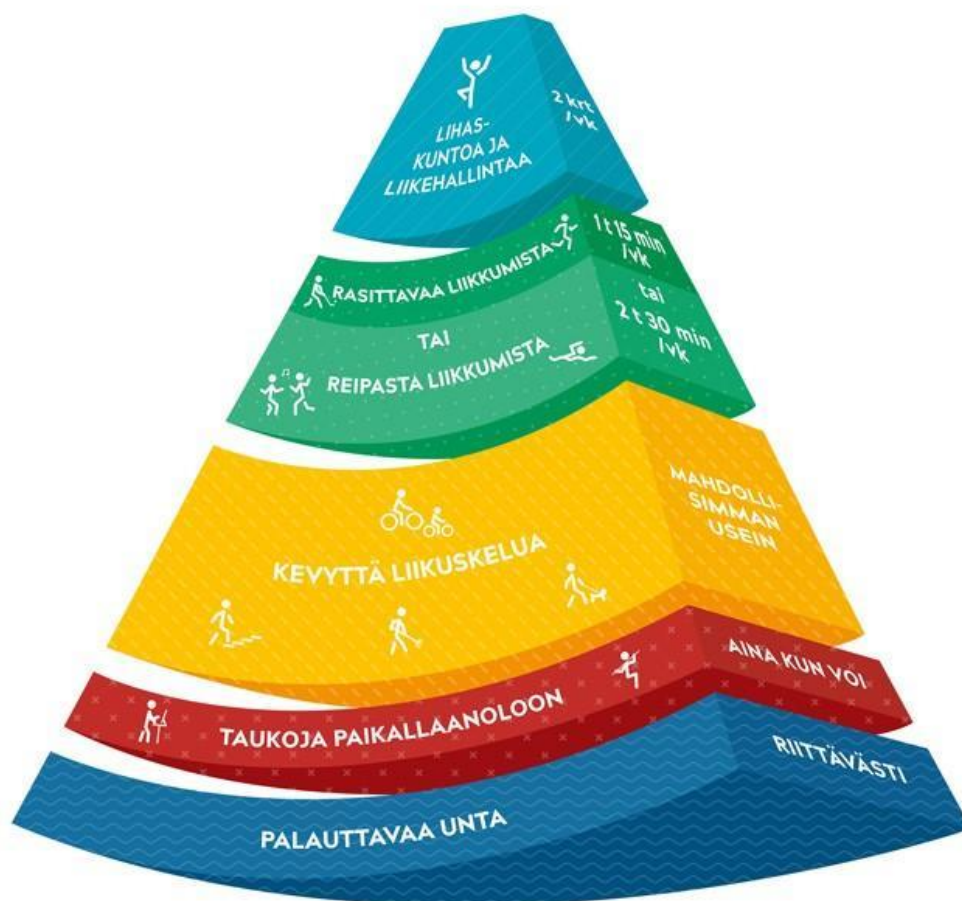 LIHAS-
KUNTOA JA
LIIKEHALLINTAA
2 krt
/vk
RASITTAVAA LIIKKUMISTA
1 t 15 min
/vk
TAI
REIPASTA LIIKKUMISTA
tai
2 t 30 min
/vk
KEVYTTÄ LIIKUSKELUA
MAHDOLLI-
SIMMAN
USEIN
TAUKOJA PAIKALLAANOLOON
AINA KUN VOI
PALAUTTAVAA UNTA
RIITTÄVÄSTI